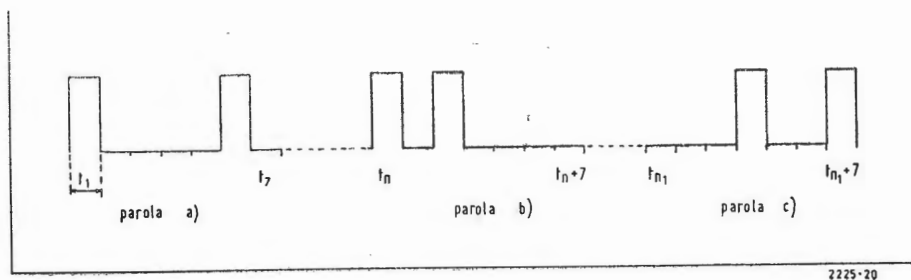 t1 t7 tn tn+7 tn1 tn1+7
parola a) parola b) parola c)
2225-20